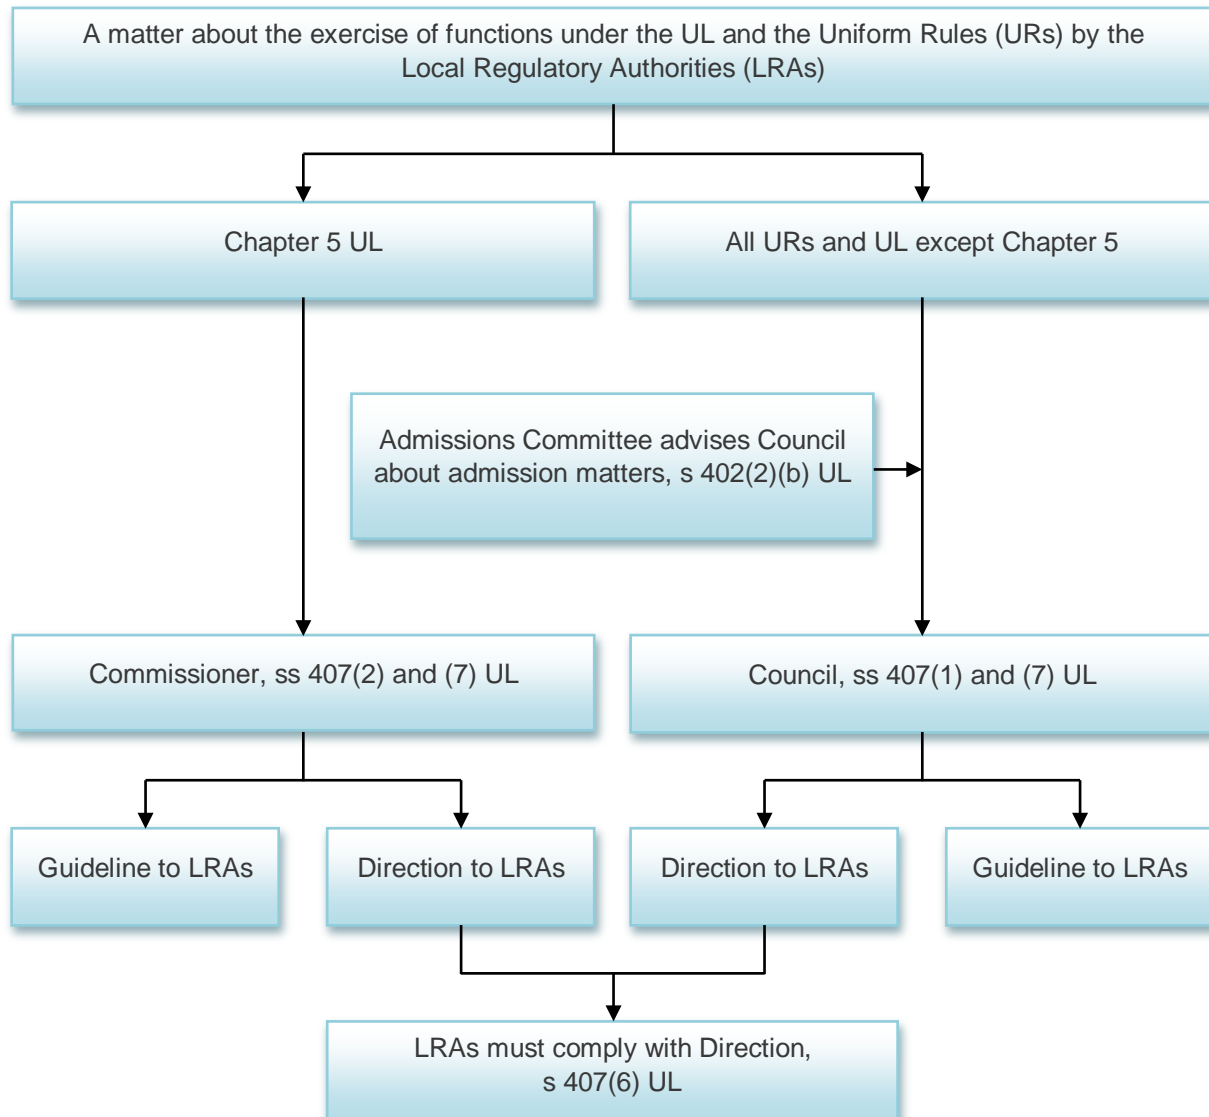 A matter about the exercise of functions under the UL and the Uniform Rules (URs) by the
Local Regulatory Authorities (LRAs)
Chapter 5 UL
All URs and UL except Chapter 5
Admissions Committee advises Council
about admission matters, s 402(2)(b) UL
Commissioner, ss 407(2) and (7) UL
Council, ss 407(1) and (7) UL
Guideline to LRAs
Direction to LRAs
Direction to LRAs
Guideline to LRAs
LRAs must comply with Direction,
s 407(6) UL